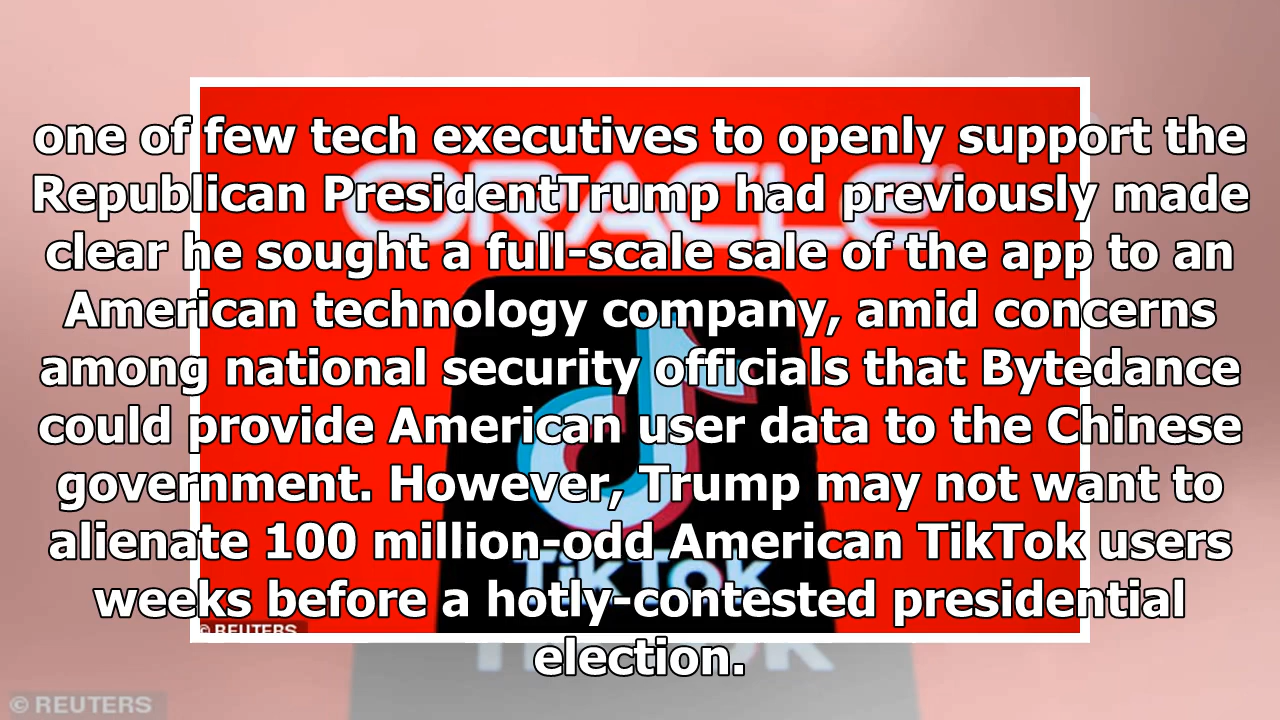 one of few tech executives to openly support the
Republican PresidentTrump had previously made
clear he sought a full-scale sale of the app to an
American technology company, amid concerns
among national security officials that Bytedance
could provide American user data to the Chinese
government. However, Trump may not want to
alienate 100 million-odd American TikTok users
weeks before a hotly-contested presidential
election.
ORACLE
TikTok
© REUTERS
© REUTERS